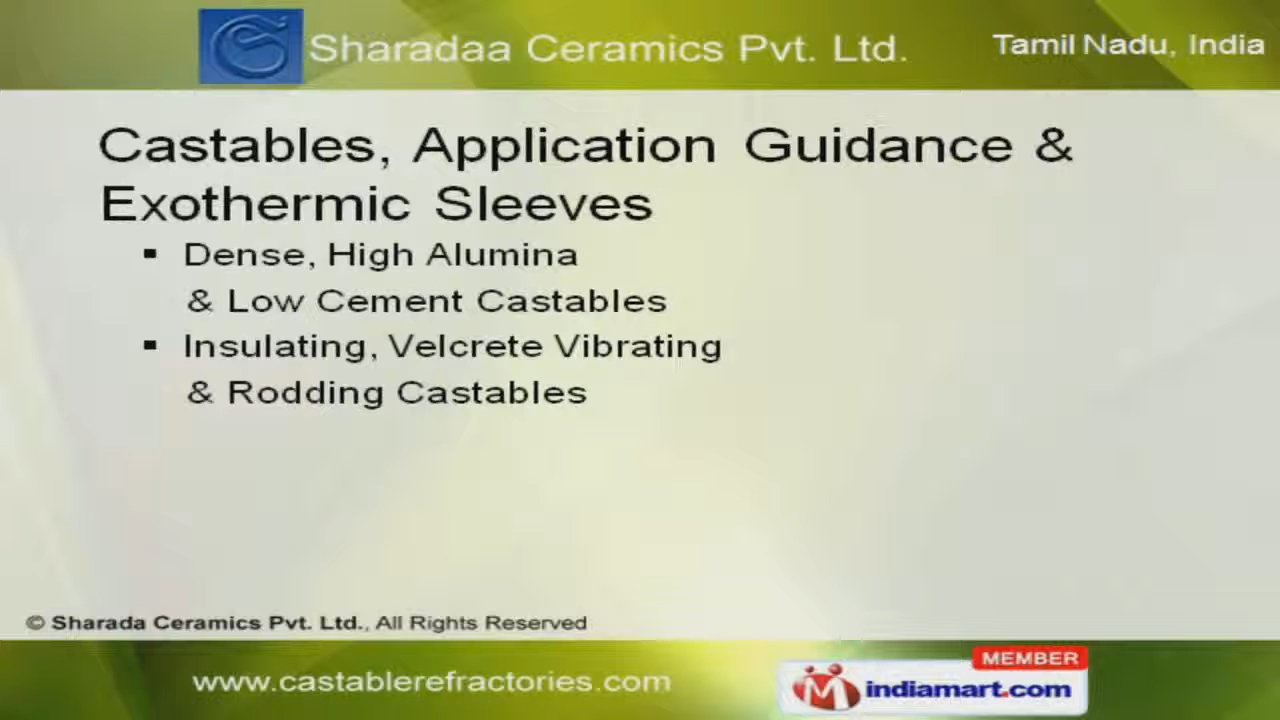 Sharadaa Ceramics Pvt. Ltd.
Tamil Nadu, India
Castables, Application Guidance &
Exothermic Sleeves
▪ Dense, High Alumina
& Low Cement Castables
▪ Insulating, Velcrete Vibrating
& Rodding Castables
© Sharada Ceramics Pvt. Ltd., All Rights Reserved
www.castablerefractories.com
MEMBER
indiamart.com